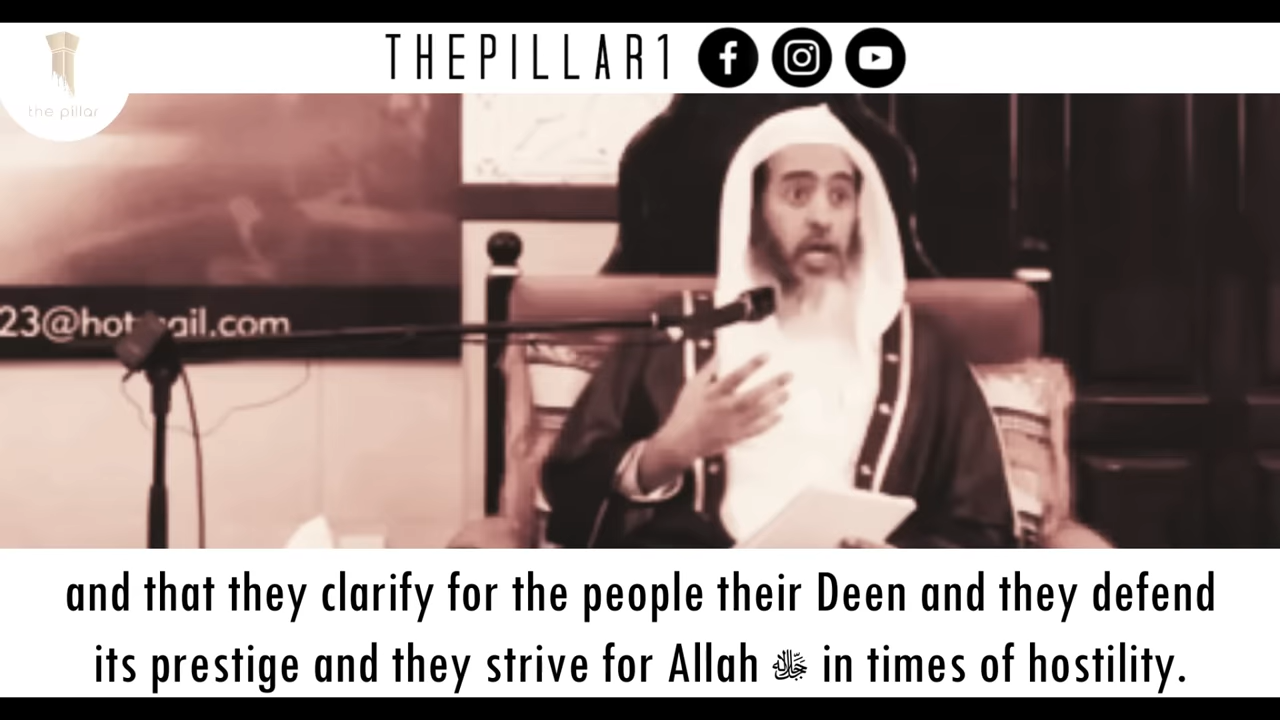 THEPILLAR1
the pillar
23@hotmail.com
and that they clarify for the people their Deen and they defend
its prestige and they strive for Allah ﷻ in times of hostility.